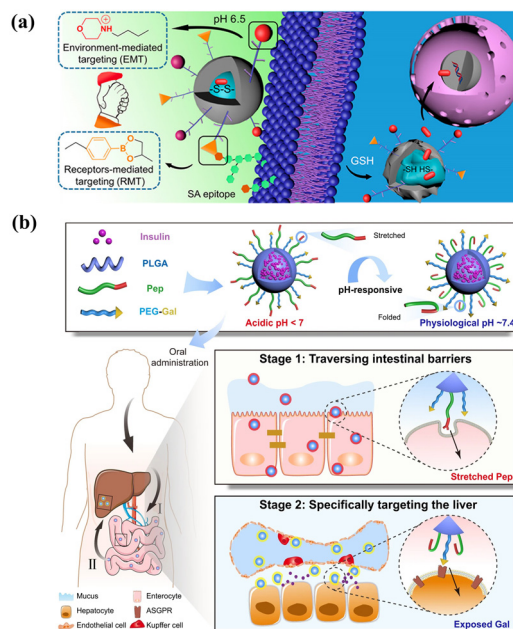 (a)
pH 6.5
Environment-mediated
targeting (EMT)
-S-S-
Receptors-mediated
targeting (RMT)
SA epitope
GSH
-SH HS-
(b)
Insulin
PLGA
Pep
PEG-Gal
Stretched
pH-responsive
Folded
Acidic pH < 7
Physiological pH ~7.4
Oral
administration
Stage 1: Traversing intestinal barriers
Stretched Pep
I
II
Stage 2: Specifically targeting the liver
Exposed Gal
Mucus
Enterocyte
Hepatocyte
ASGPR
Endothelial cell
Kupffer cell